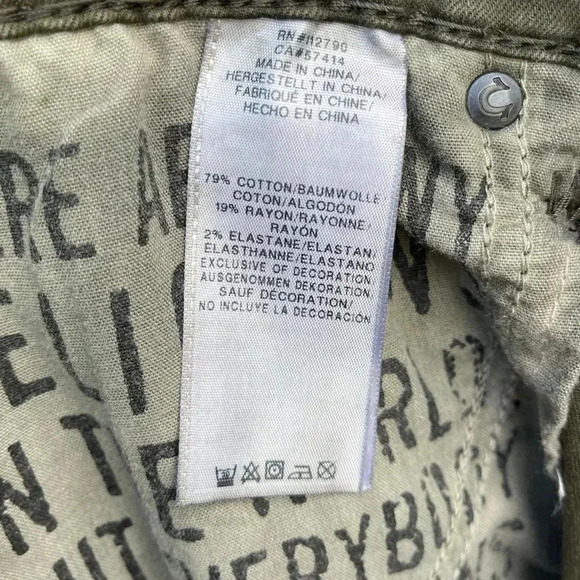 RN#112790
CA#57414
MADE IN CHINA/
HERGESTELLT IN CHINA/
FABRIQUÉ EN CHINE/
HECHO EN CHINA
79% COTTON/BAUMWOLLE/
COTON/ALGODÓN
19% RAYON/RAYONNE/
RAYÓN
2% ELASTANE/ELASTAN/
ÉLASTHANNE/ELASTANO
EXCLUSIVE OF DECORATION/
AUSGENOMMEN DEKORATION/
SAUF DÉCORATION/
NO INCLUYE LA DECORACIÓN